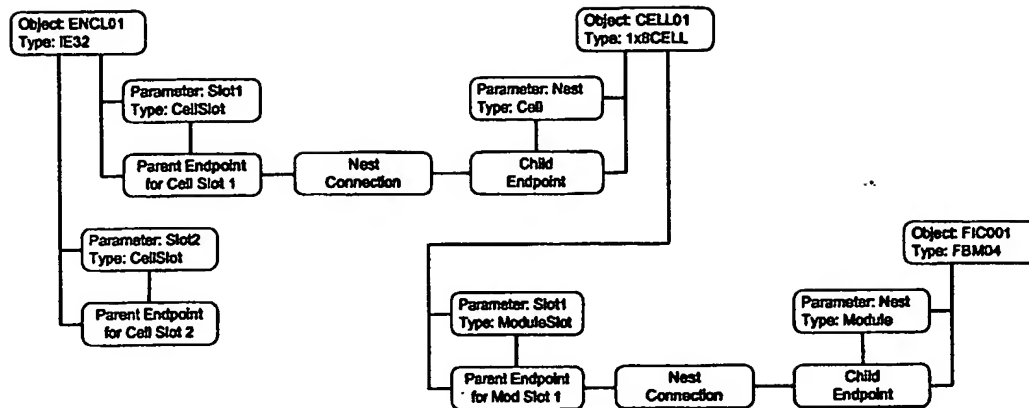 Object: ENCL01
Type: IE32
Object: CELL01
Type: 1x8CELL
Parameter: Slot1
Type: CellSlot
Parameter: Nest
Type: Cell
Parent Endpoint
for Cell Slot 1
Nest
Connection
Child
Endpoint
Parameter: Slot2
Type: CellSlot
Object: FIC001
Type: FBM04
Parent Endpoint
for Cell Slot 2
Parameter: Slot1
Type: ModuleSlot
Parameter: Nest
Type: Module
Parent Endpoint
for Mod Slot 1
Nest
Connection
Child
Endpoint